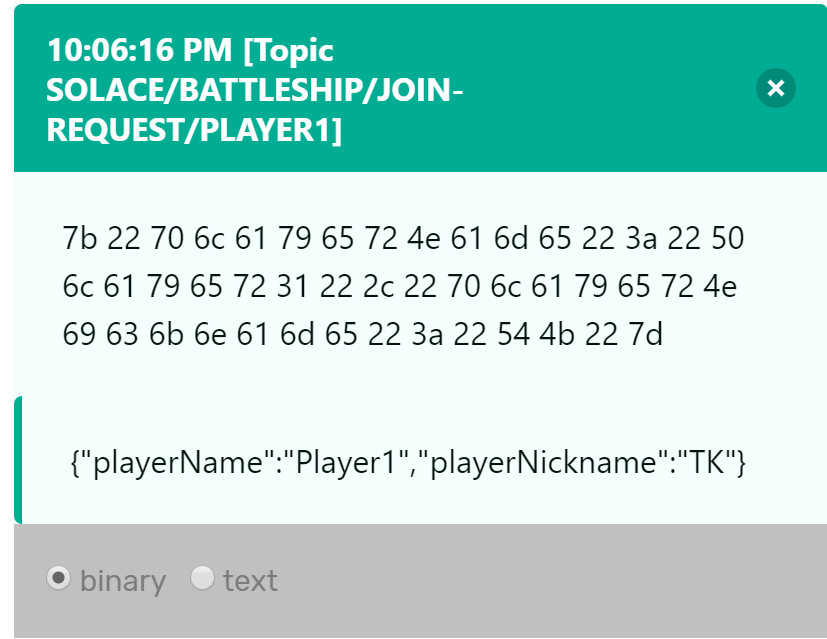 10:06:16 PM [Topic
SOLACE/BATTLESHIP/JOIN-
REQUEST/PLAYER1]
7b 22 70 6c 61 79 65 72 4e 61 6d 65 22 3a 22 50
6c 61 79 65 72 31 22 2c 22 70 6c 61 79 65 72 4e
69 63 6b 6e 61 6d 65 22 3a 22 54 4b 22 7d
{"playerName":"Player1","playerNickname":"TK"}
binary text